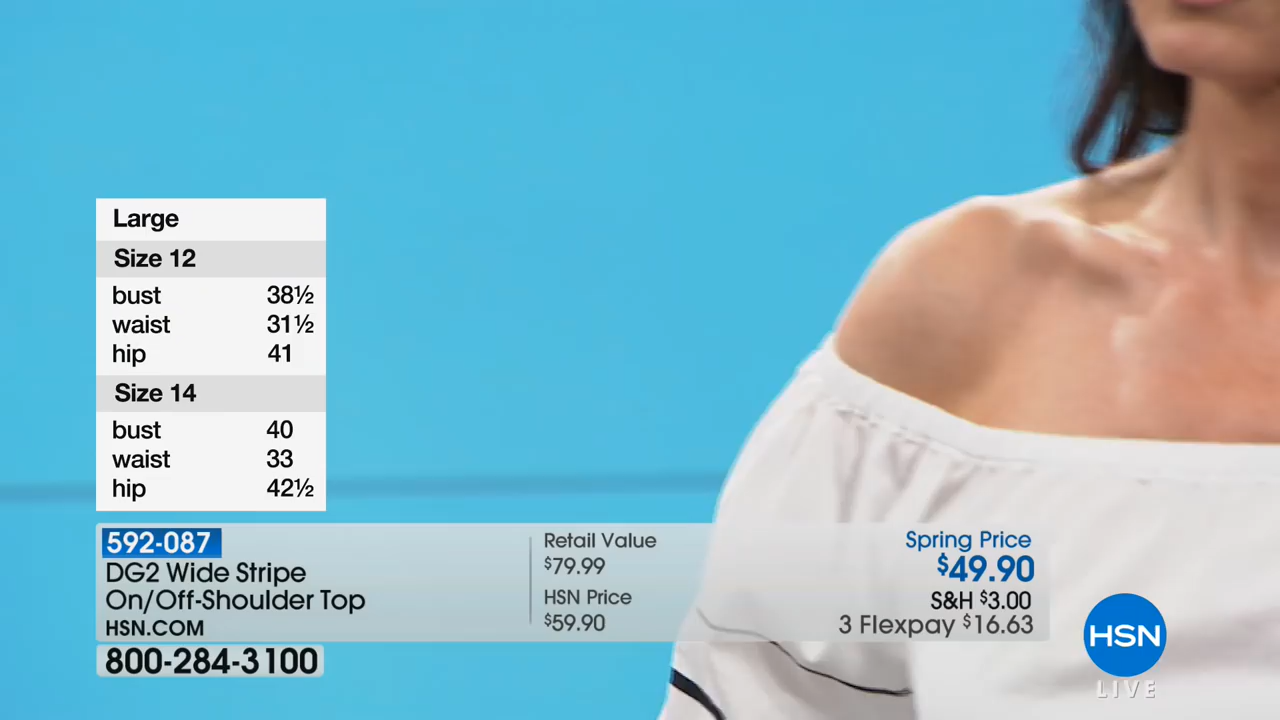 Large
Size 12
bust 38½
waist 31½
hip 41
Size 14
bust 40
waist 33
hip 42½
592-087
DG2 Wide Stripe
On/Off-Shoulder Top
HSN.COM
800-284-3100
Retail Value
$79.99
HSN Price
$59.90
Spring Price
$49.90
S&H $3.00
3 Flexpay $16.63
HSN
LIVE